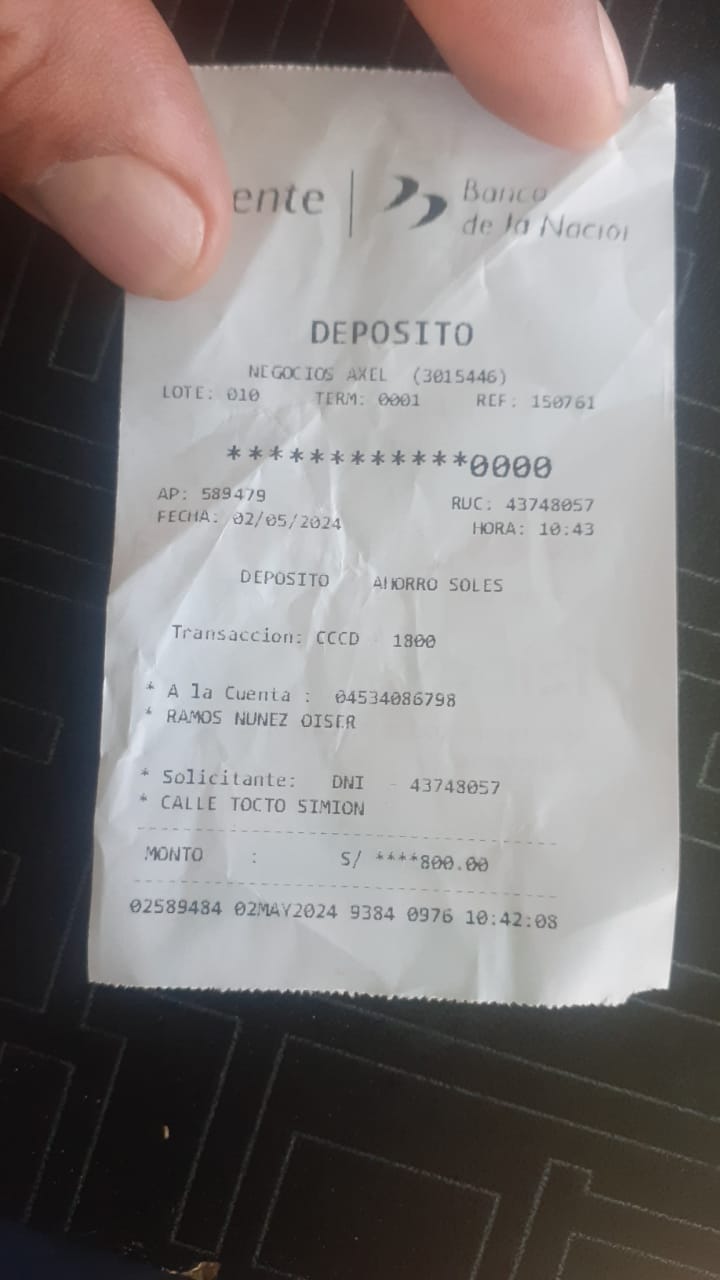 ente | Banco
de la Nación
DEPOSITO
NEGOCIOS AXEL (3015446)
LOTE: 010 TERM: 0001 REF: 150761
************0000
AP: 589479 RUC: 43748057
FECHA: 02/05/2024 HORA: 10:43
DEPOSITO AHORRO SOLES
Transaccion: CCCD - 1800
* A la Cuenta : 04534086798
* RAMOS NUNEZ OISER
* Solicitante: DNI - 43748057
* CALLE TOCTO SIMION
MONTO : S/ ****800.00
02589484 02MAY2024 9384 0976 10:42:08